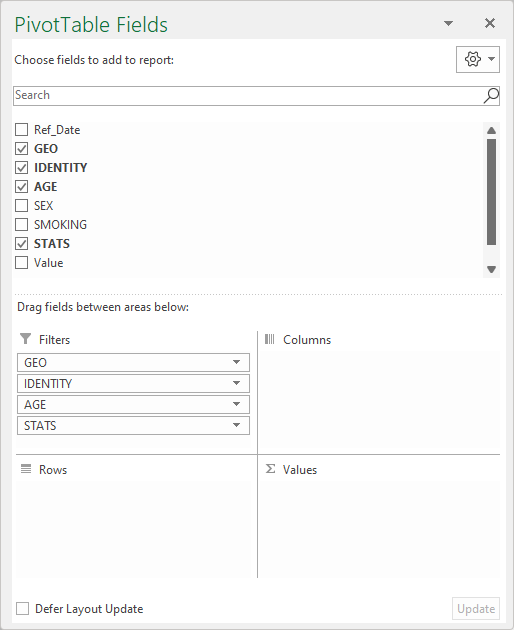 PivotTable Fields
Choose fields to add to report:
Search
Ref_Date
GEO
IDENTITY
AGE
SEX
SMOKING
STATS
Value
Drag fields between areas below:
Filters
GEO
IDENTITY
AGE
STATS
Columns
Rows
Σ Values
Defer Layout Update
Update